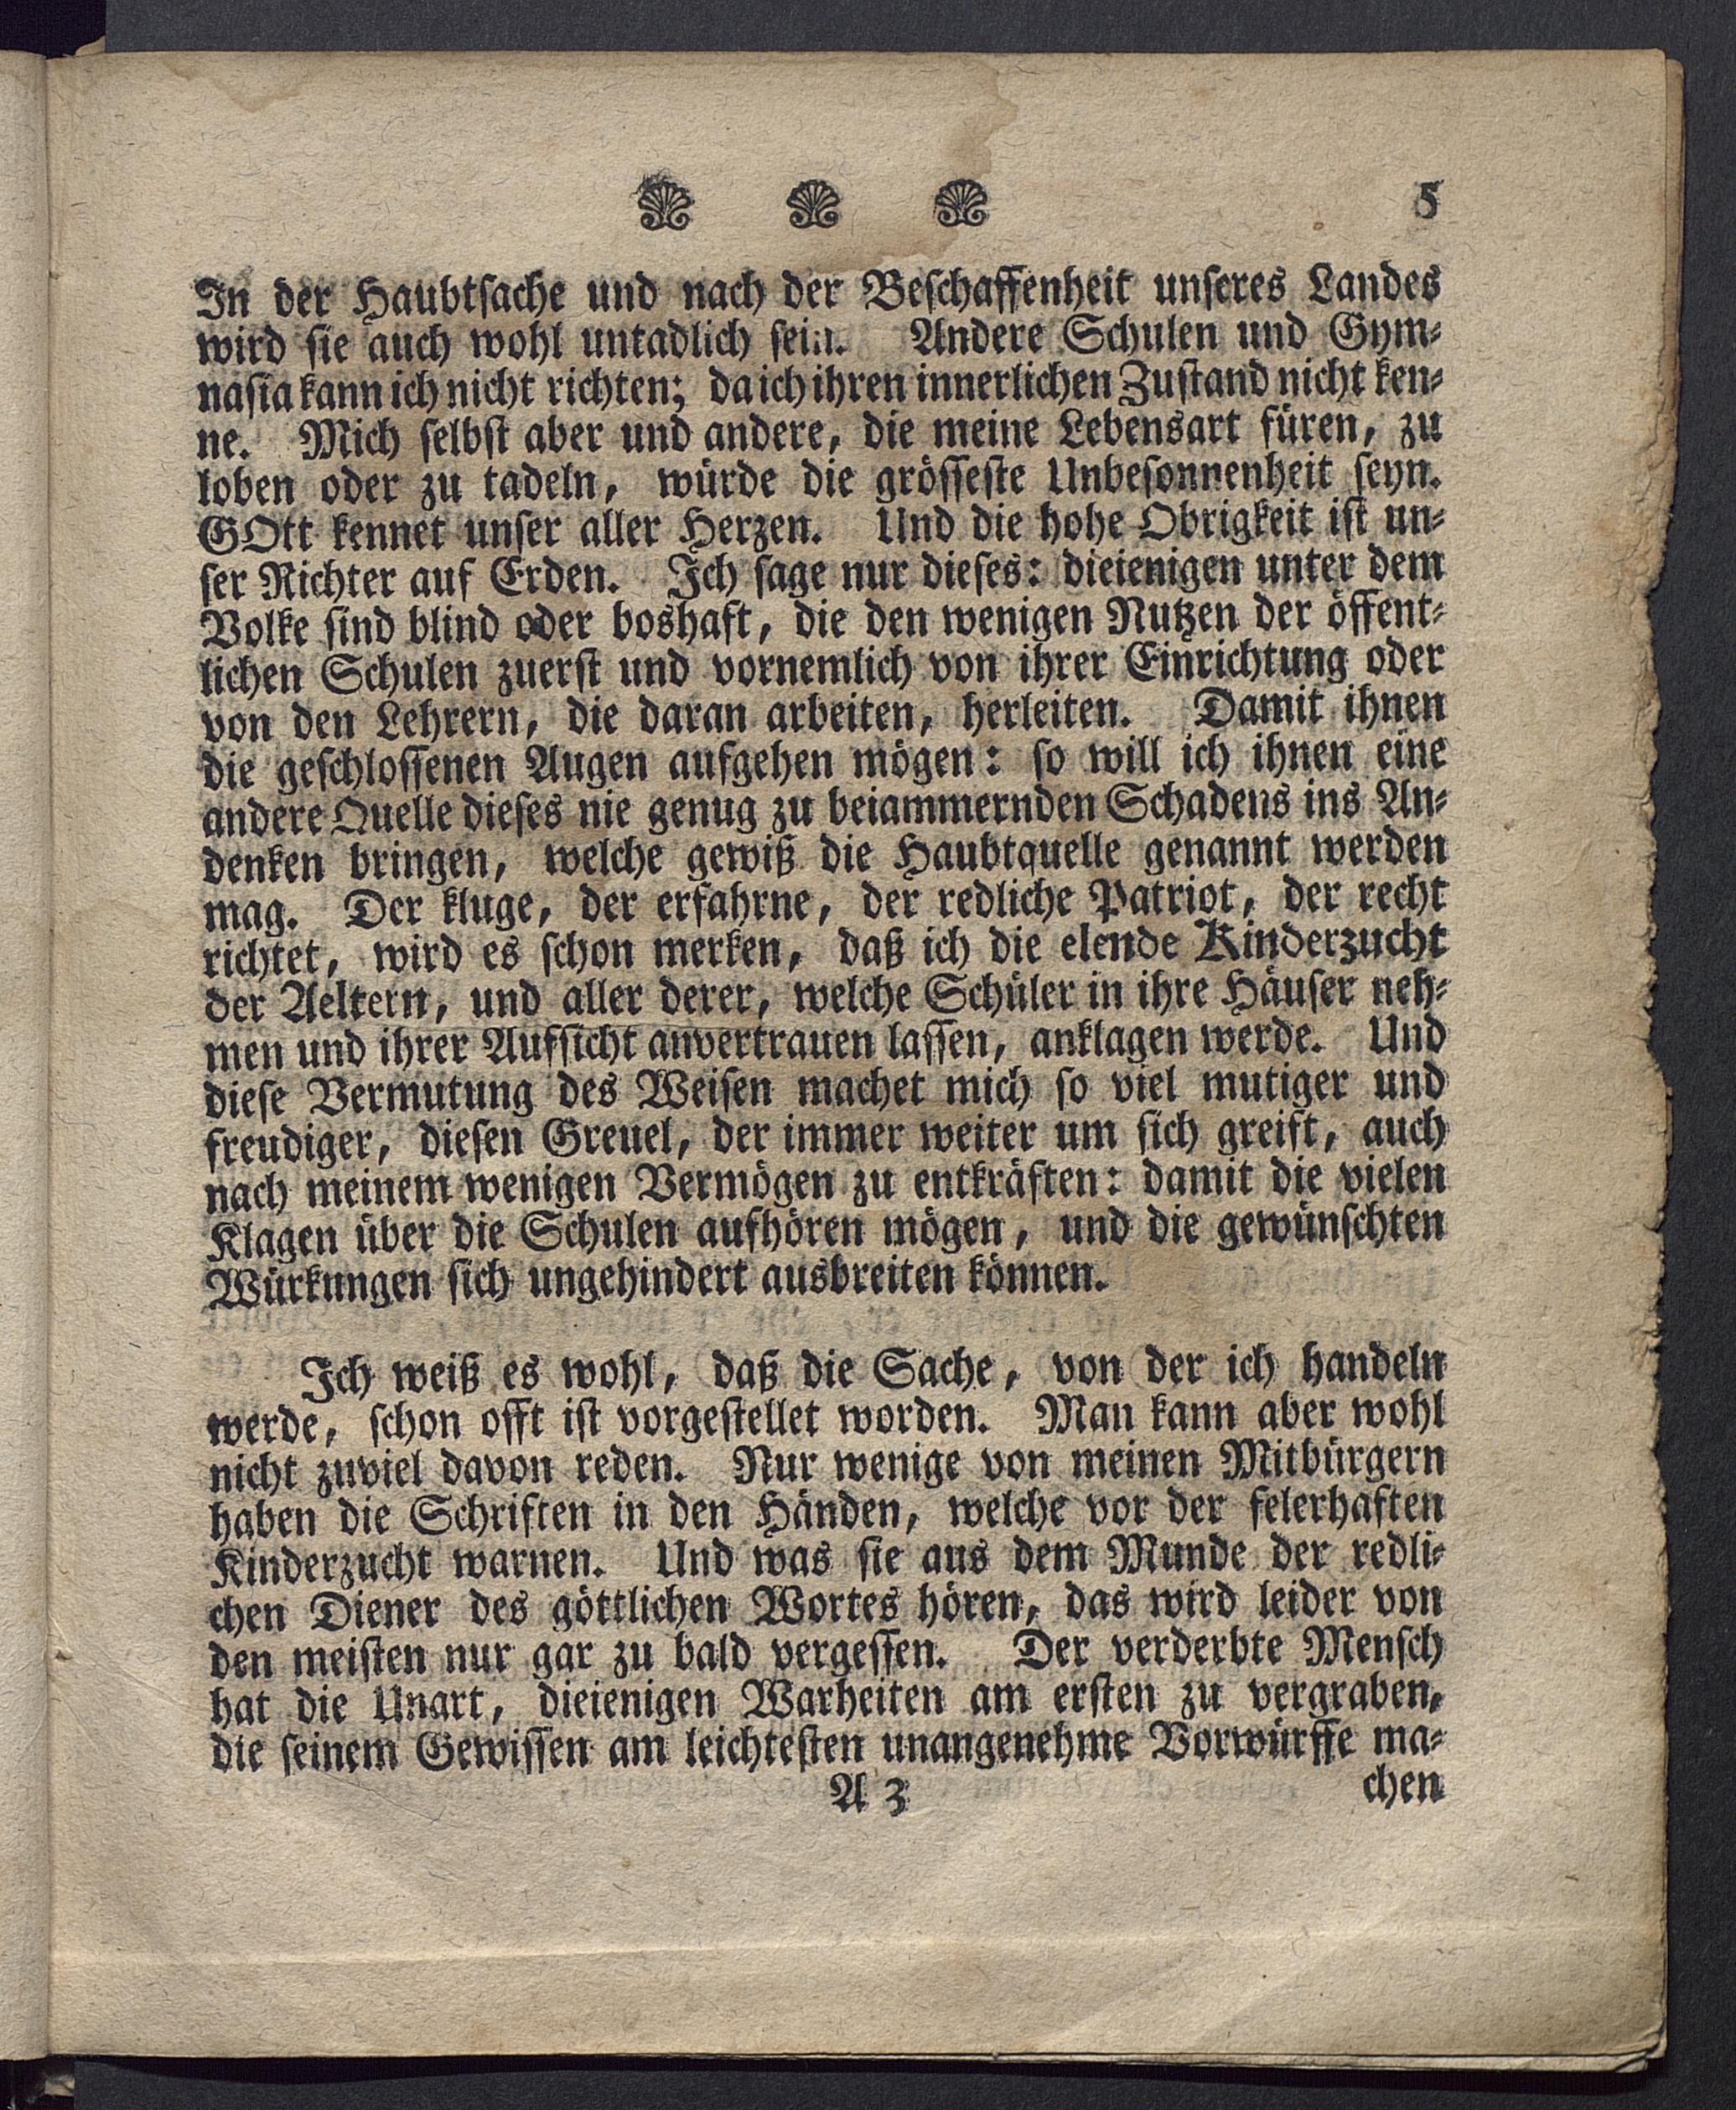 5
In der Haubtsache und nach der Beschaffenheit unseres Landes
wird sie auch wohl untadlich sein. Andere Schulen und Gym-
nasia kann ich nicht richten; da ich ihren innerlichen Zustand nicht ken-
ne. Mich selbst aber und andere, die meine Lebensart füren, zu
loben oder zu tadeln, würde die grösseste Unbesonnenheit seyn.
GOtt kennet unser aller Herzen. Und die hohe Obrigkeit ist un-
ser Richter auf Erden. Ich sage nur dieses: dieienigen unter dem
Volke sind blind oder boshaft, die den wenigen Nutzen der öffent-
lichen Schulen zuerst und vornemlich von ihrer Einrichtung oder
von den Lehrern, die daran arbeiten, herleiten. Damit ihnen
die geschlossenen Augen aufgehen mögen: so will ich ihnen eine
andere Quelle dieses nie genug zu beiammernden Schadens ins An-
denken bringen, welche gewiß die Haubtquelle genannt werden
mag. Der kluge, der erfahrne, der redliche Patriot, der recht
richtet, wird es schon merken, daß ich die elende Kinderzucht
der Aeltern, und aller derer, welche Schüler in ihre Häuser neh-
men und ihrer Aufsicht anvertrauen lassen, anklagen werde. Und
diese Vermutung des Weisen machet mich so viel mutiger und
freudiger, diesen Greuel, der immer weiter um sich greift, auch
nach meinem wenigen Vermögen zu entkräften: damit die vielen
Klagen über die Schulen aufhören mögen, und die gewünschten
Würkungen sich ungehindert ausbreiten können.
Ich weiß es wohl, daß die Sache, von der ich handeln
werde, schon offt ist vorgestellet worden. Man kann aber wohl
nicht zuviel davon reden. Nur wenige von meinen Mitbürgern
haben die Schriften in den Händen, welche vor der felerhaften
Kinderzucht warnen. Und was sie aus dem Munde der redli-
chen Diener des göttlichen Wortes hören, das wird leider von
den meisten nur gar zu bald vergessen. Der verderbte Mensch
hat die Unart, dieienigen Warheiten am ersten zu vergraben,
die seinem Gewissen am leichtesten unangenehme Vorwürffe ma-
A 3 chen